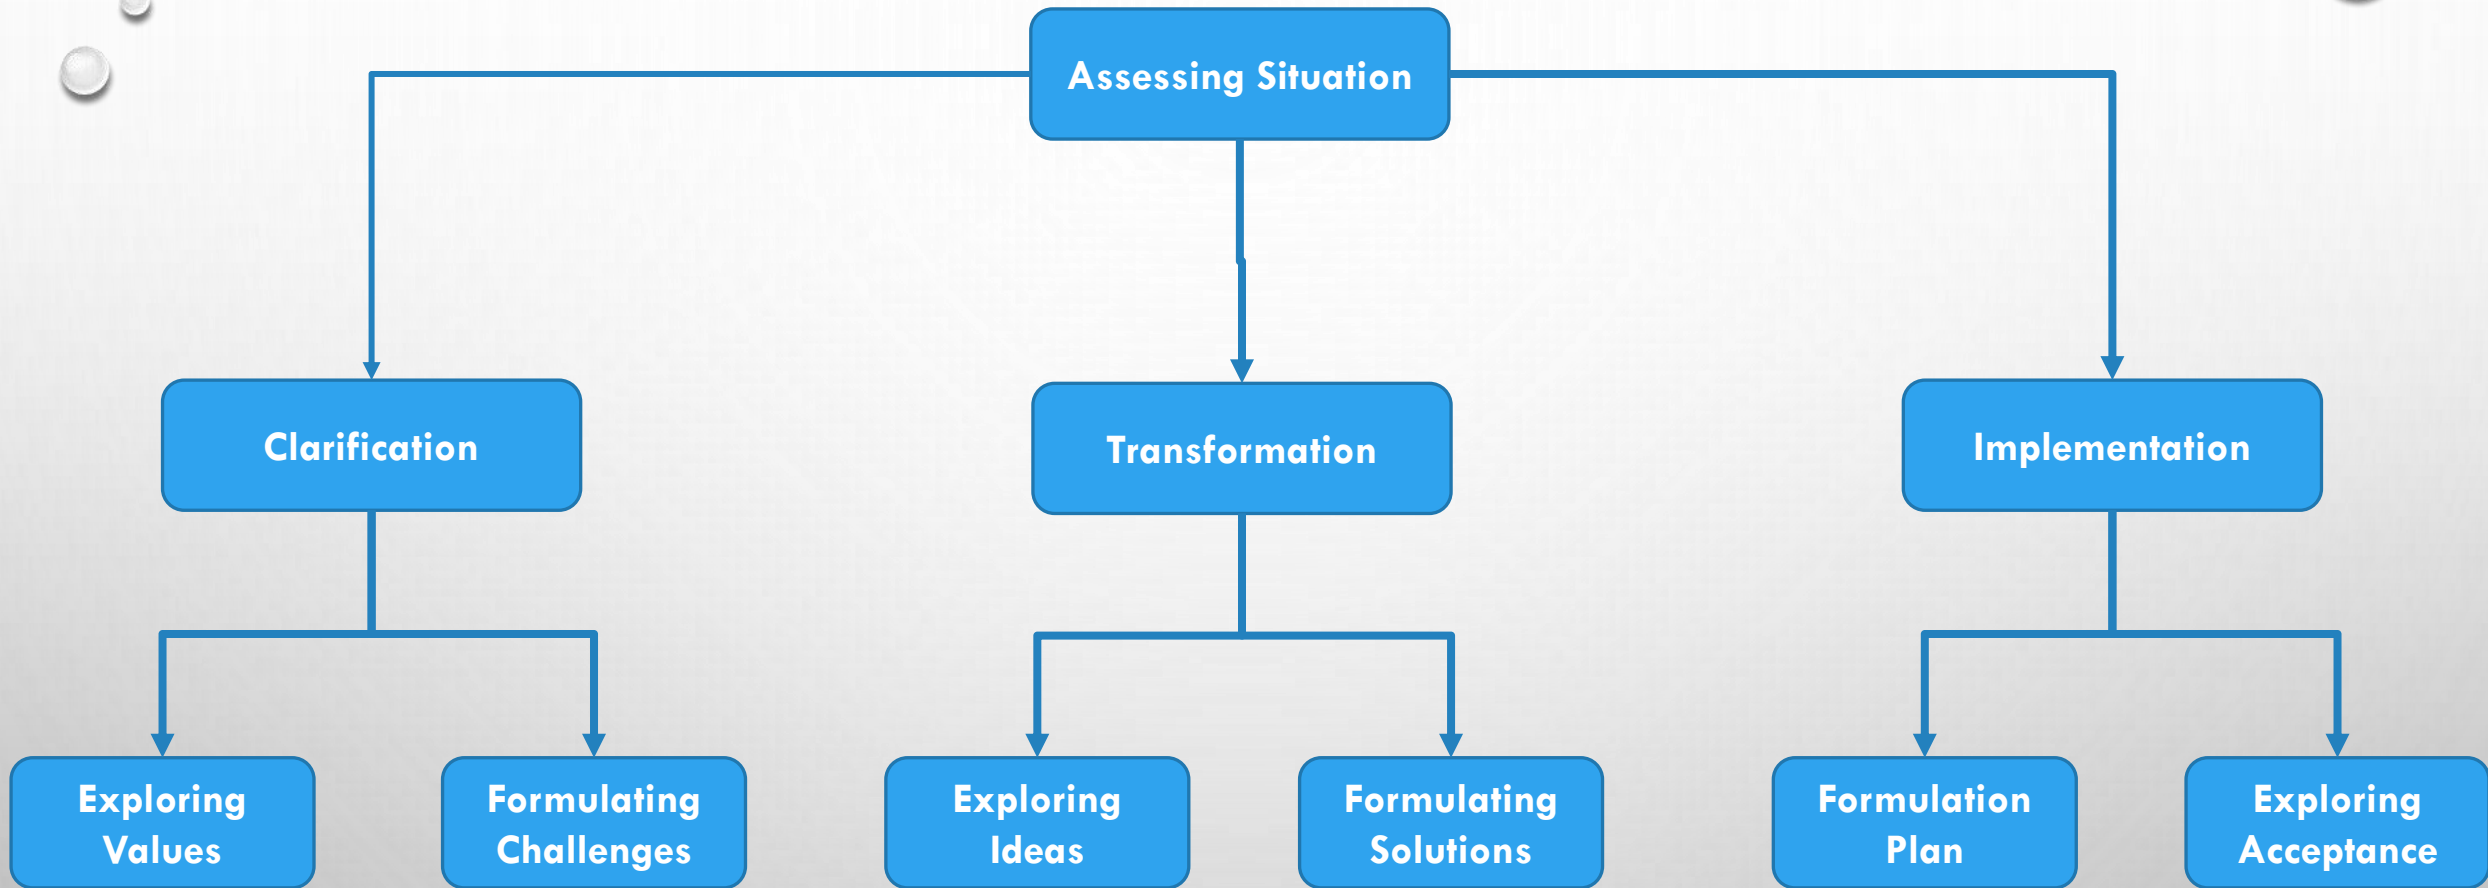 Assessing Situation
Clarification
Transformation
Implementation
Exploring
Values
Formulating
Challenges
Exploring
Ideas
Formulating
Solutions
Formulation
Plan
Exploring
Acceptance